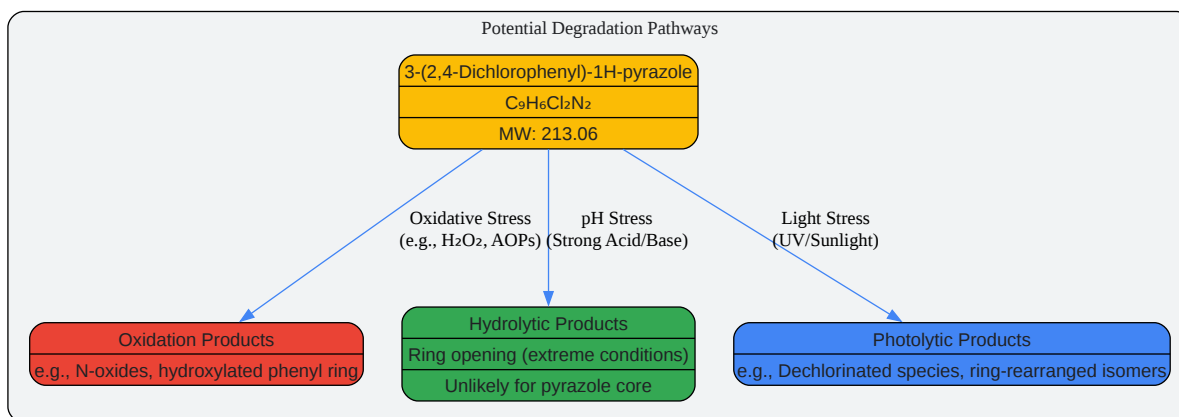 Potential Degradation Pathways
3-(2,4-Dichlorophenyl)-1H-pyrazole
C₉H₆Cl₂N₂
MW: 213.06
Oxidative Stress
(e.g., H₂O₂, AOPs)
pH Stress
(Strong Acid/Base)
Light Stress
(UV/Sunlight)
Oxidation Products
e.g., N-oxides, hydroxylated phenyl ring
Hydrolytic Products
Ring opening (extreme conditions)
Unlikely for pyrazole core
Photolytic Products
e.g., Dechlorinated species, ring-rearranged isomers